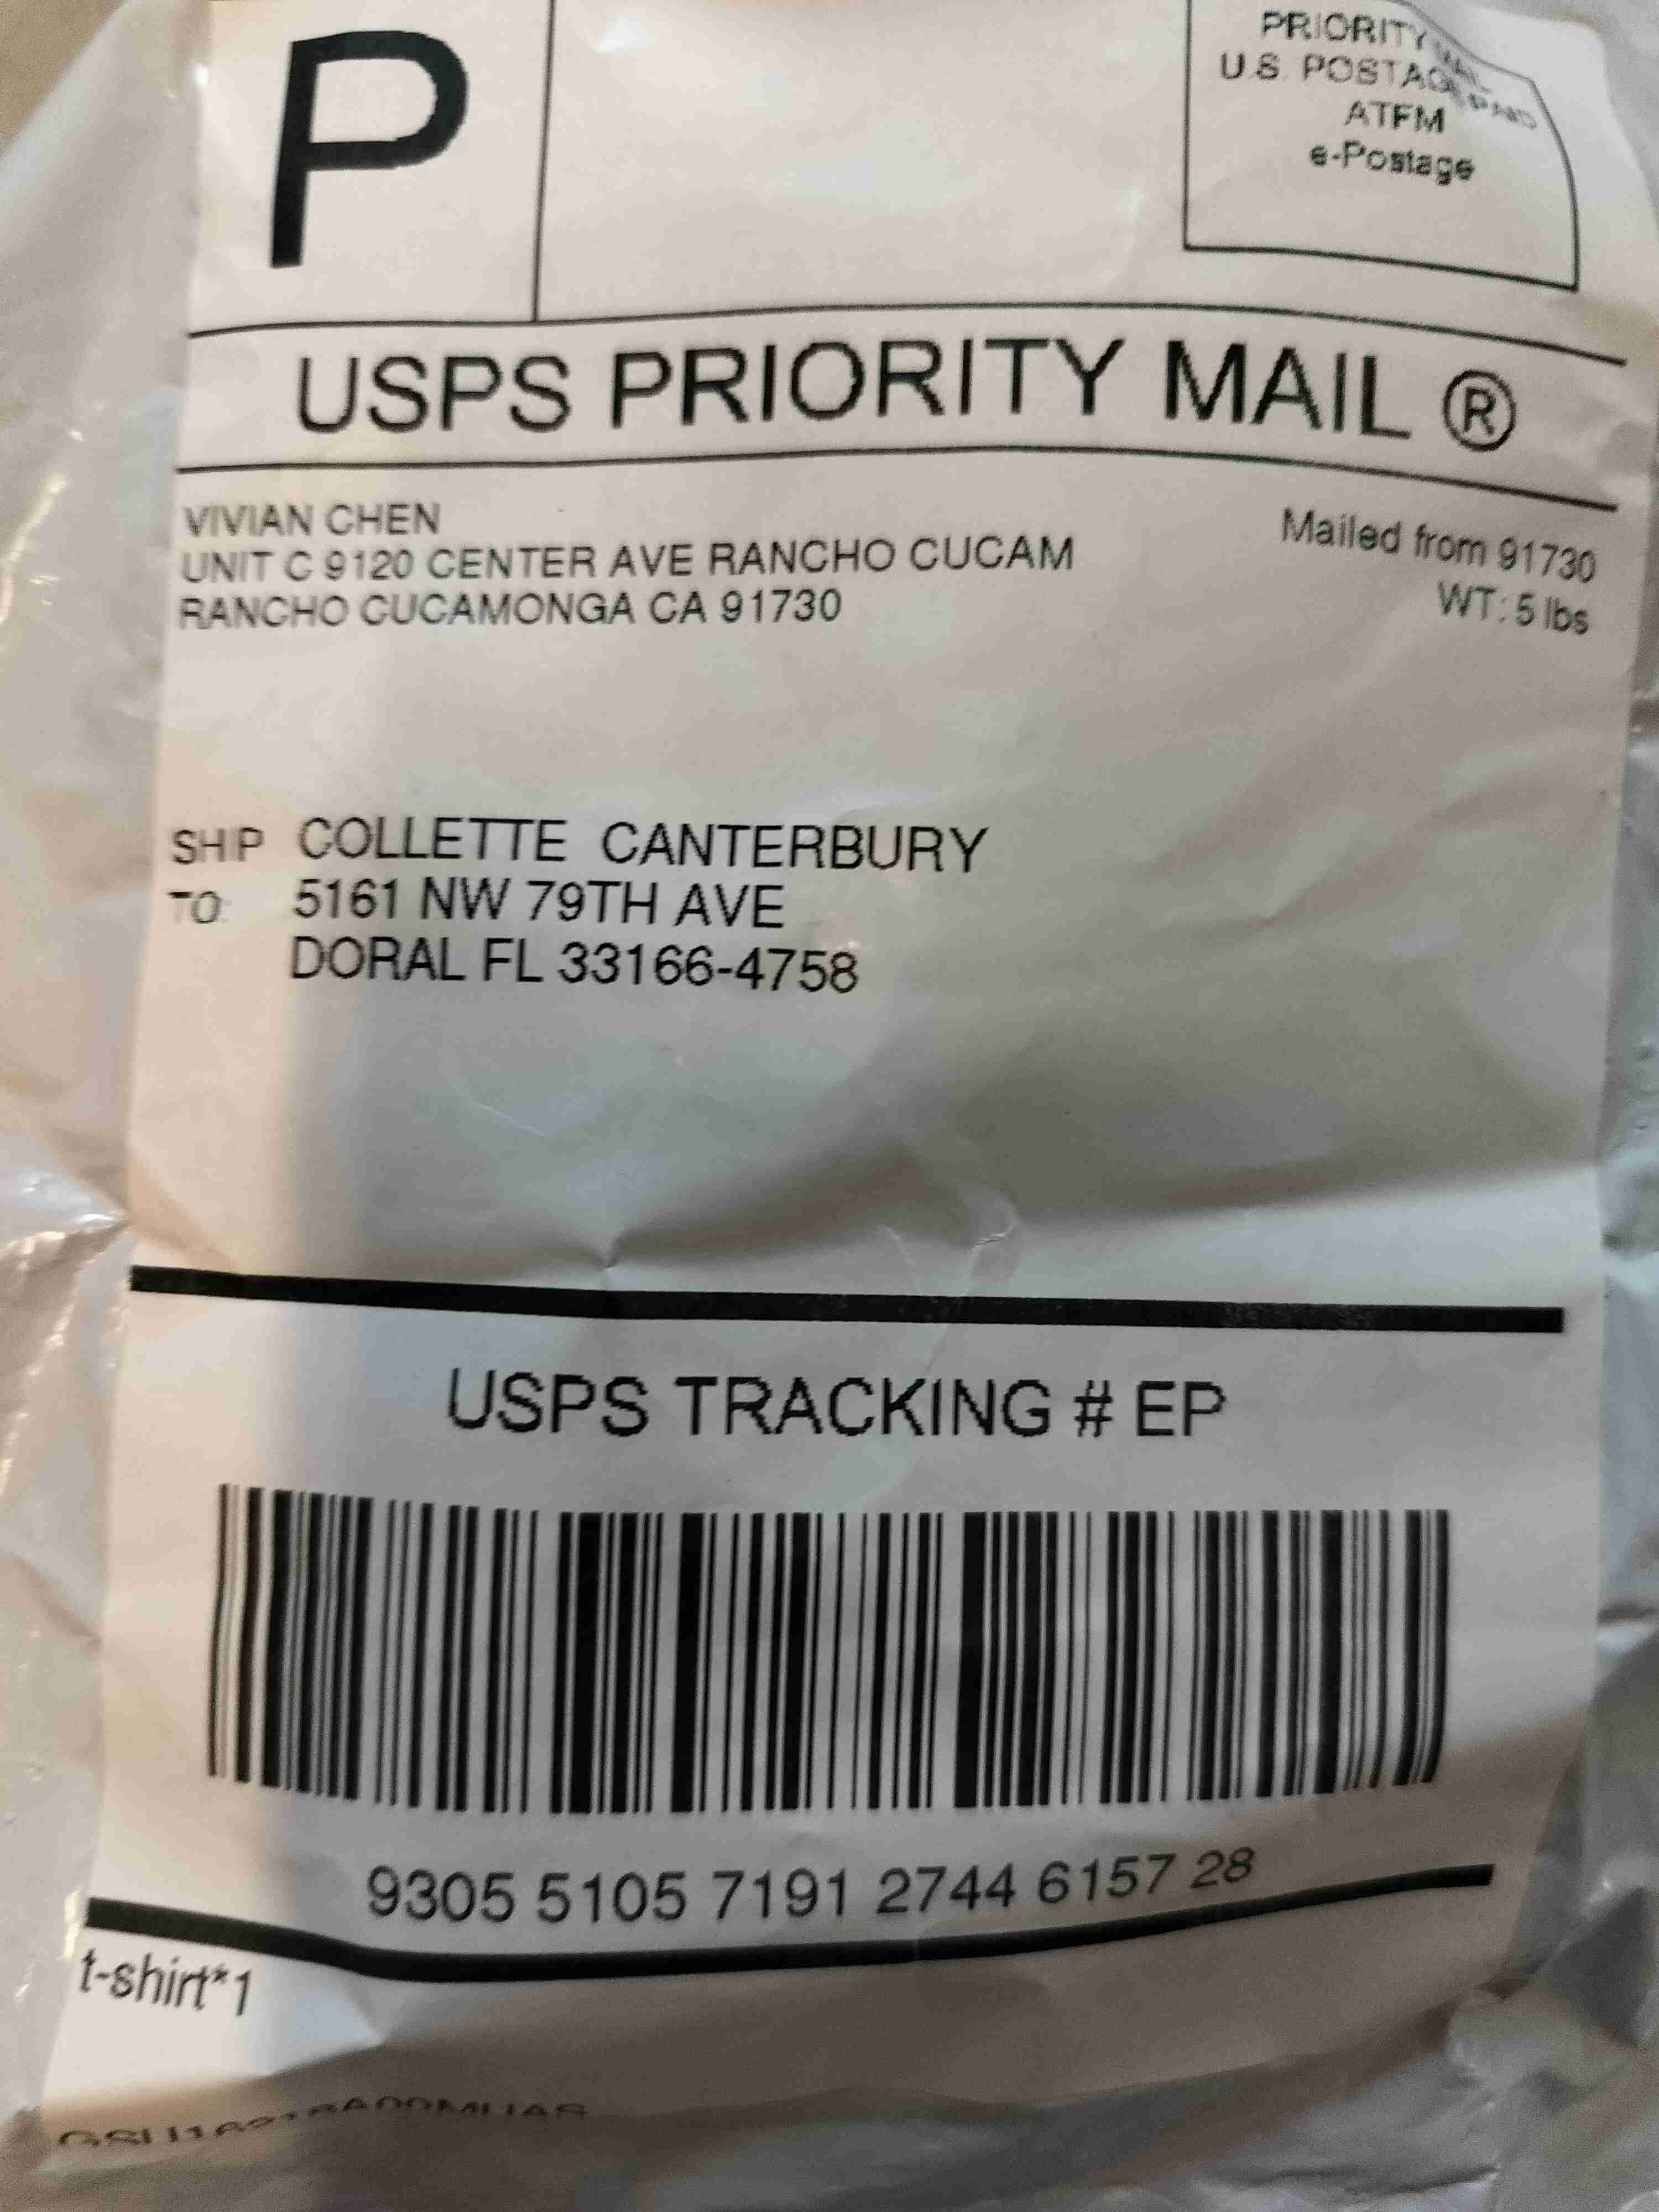 P
PRIORITY MAIL
U.S. POSTAGE PAID
ATFM
e-Postage
USPS PRIORITY MAIL ®
VIVIAN CHEN
UNIT C 9120 CENTER AVE RANCHO CUCAM
RANCHO CUCAMONGA CA 91730
Mailed from 91730
WT: 5 lbs
SHIP TO: COLLETTE CANTERBURY
5161 NW 79TH AVE
DORAL FL 33166-4758
USPS TRACKING # EP
9305 5105 7191 2744 6157 28
t-shirt*1